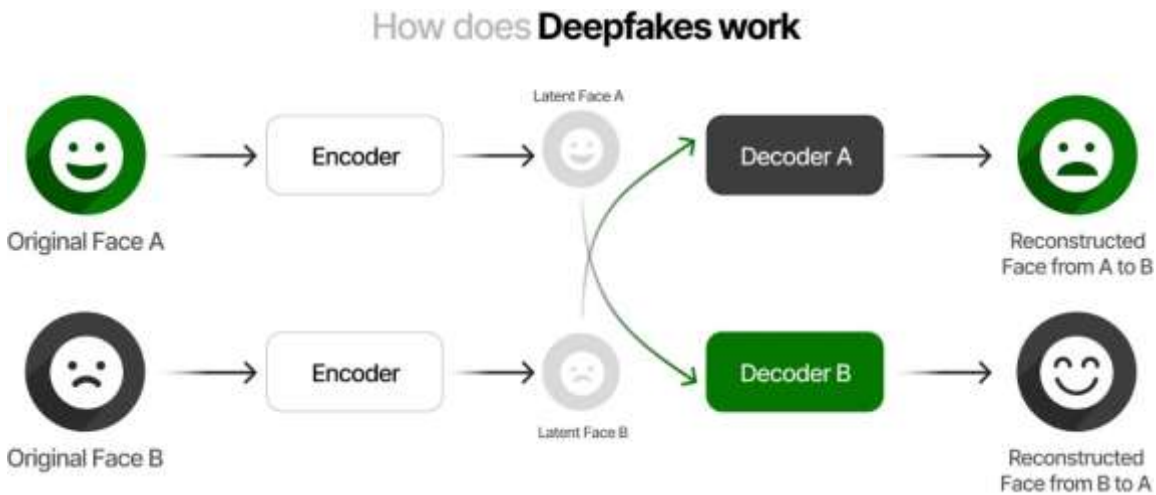 How does Deepfakes work
Latent Face A
Encoder
Decoder A
Original Face A
Reconstructed
Face from A to B
Encoder
Decoder B
Latent Face B
Original Face B
Reconstructed
Face from B to A